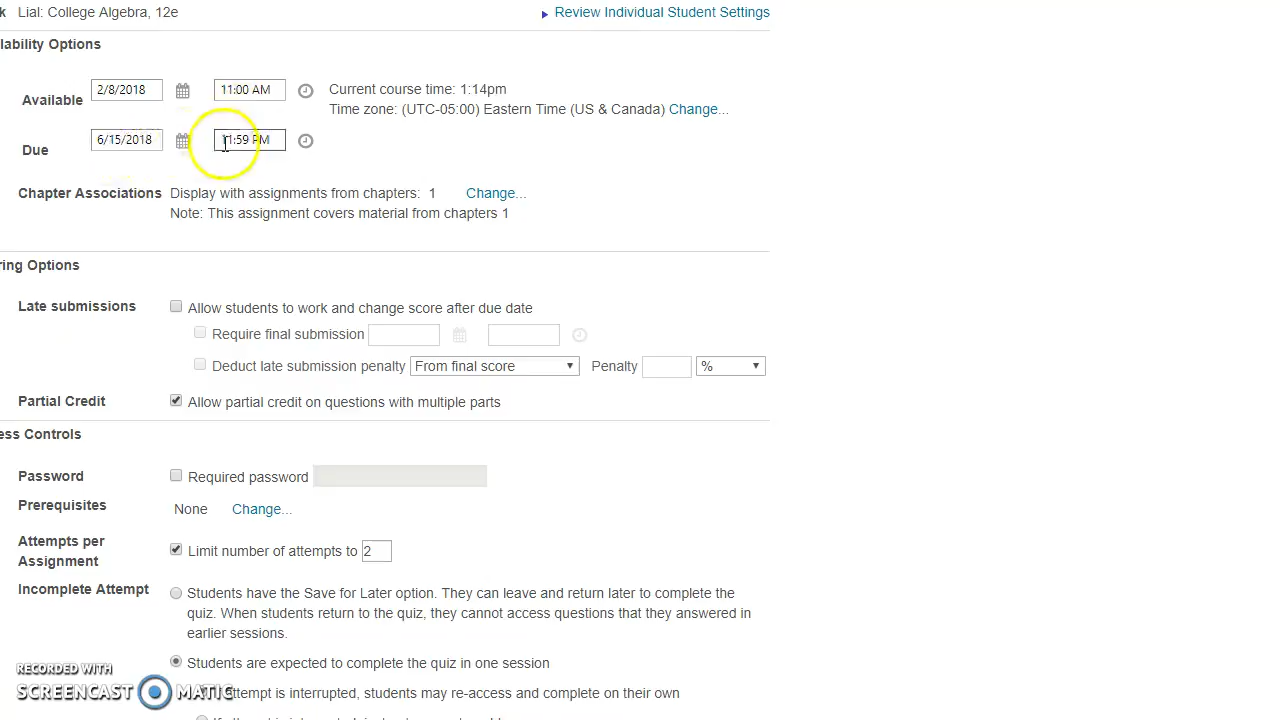 k Lial: College Algebra, 12e
Review Individual Student Settings
lability Options
Available 2/8/2018 11:00 AM Current course time: 1:14pm
Time zone: (UTC-05:00) Eastern Time (US & Canada) Change...
Due 6/15/2018 11:59 PM
Chapter Associations Display with assignments from chapters: 1 Change...
Note: This assignment covers material from chapters 1
ring Options
Late submissions Allow students to work and change score after due date
Require final submission
Deduct late submission penalty From final score Penalty %
Partial Credit Allow partial credit on questions with multiple parts
ess Controls
Password Required password
Prerequisites None Change...
Attempts per
Assignment
Limit number of attempts to 2
Incomplete Attempt Students have the Save for Later option. They can leave and return later to complete the
quiz. When students return to the quiz, they cannot access questions that they answered in
earlier sessions.
Students are expected to complete the quiz in one session
attempt is interrupted, students may re-access and complete on their own
RECORDED WITH
SCREENCAST MATIC